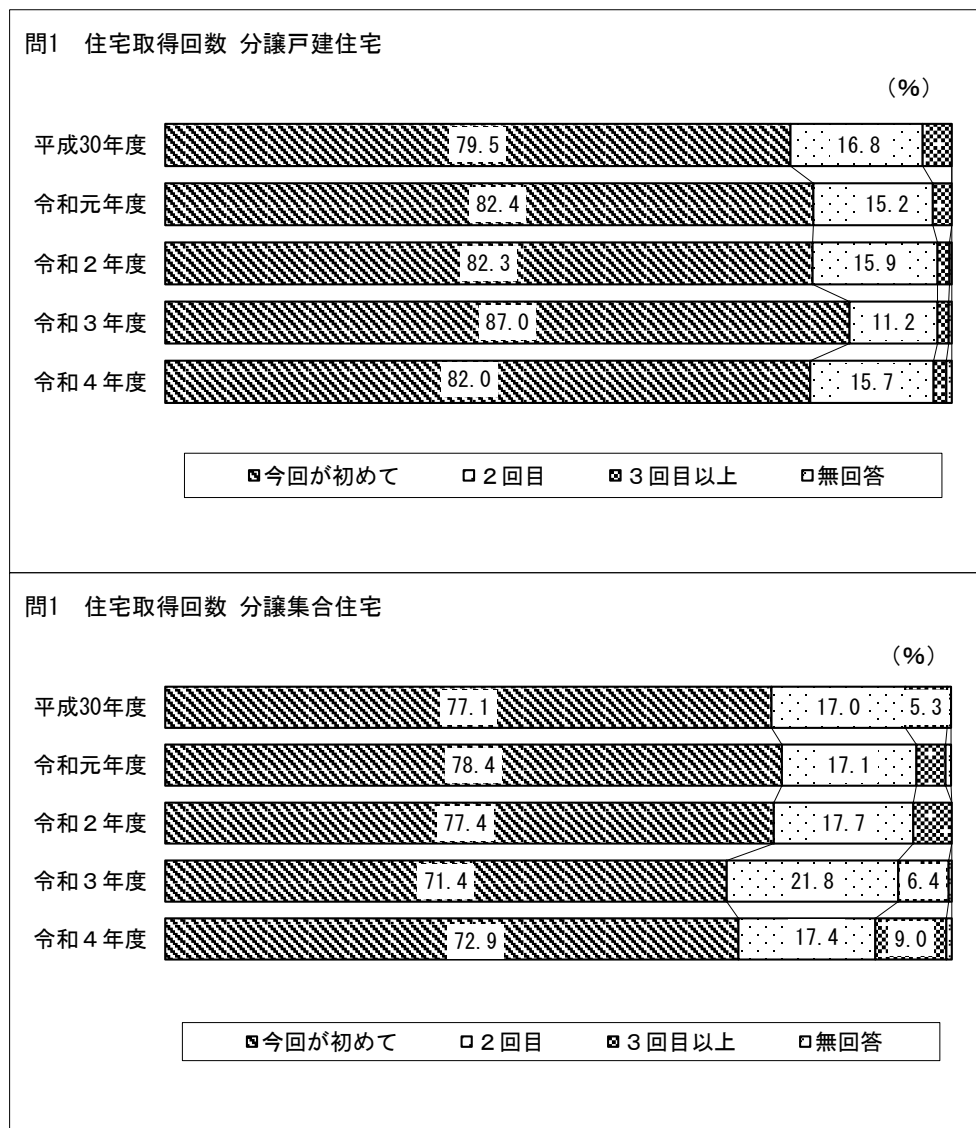 問1　住宅取得回数 分譲戸建住宅
（％）
平成30年度 79.5 16.8
令和元年度 82.4 15.2
令和２年度 82.3 15.9
令和３年度 87.0 11.2
令和４年度 82.0 15.7
今回が初めて ２回目 ３回目以上 無回答
問1　住宅取得回数 分譲集合住宅
（％）
平成30年度 77.1 17.0 5.3
令和元年度 78.4 17.1
令和２年度 77.4 17.7
令和３年度 71.4 21.8 6.4
令和４年度 72.9 17.4 9.0
今回が初めて ２回目 ３回目以上 無回答